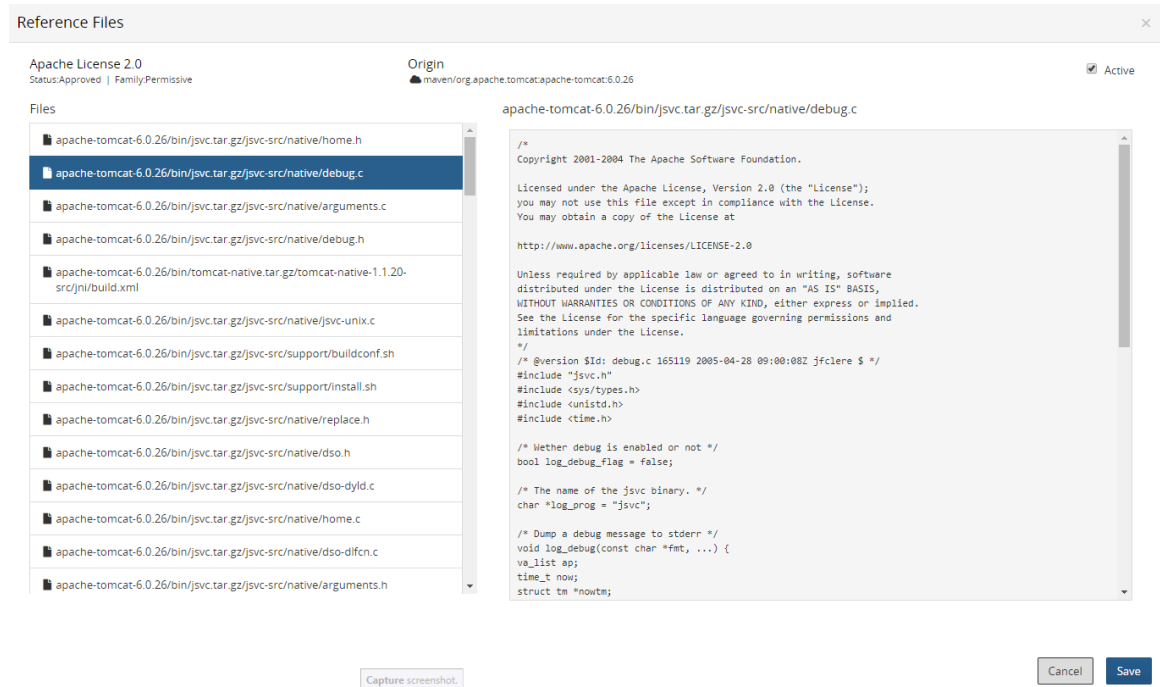 Reference Files
×
Apache License 2.0
Status:Approved | Family:Permissive
Origin
maven/org.apache.tomcat:apache-tomcat:6.0.26
Active
Files
apache-tomcat-6.0.26/bin/jsvc.tar.gz/jsvc-src/native/home.h
apache-tomcat-6.0.26/bin/jsvc.tar.gz/jsvc-src/native/debug.c
apache-tomcat-6.0.26/bin/jsvc.tar.gz/jsvc-src/native/arguments.c
apache-tomcat-6.0.26/bin/jsvc.tar.gz/jsvc-src/native/debug.h
apache-tomcat-6.0.26/bin/tomcat-native.tar.gz/tomcat-native-1.1.20-
src/jni/build.xml
apache-tomcat-6.0.26/bin/jsvc.tar.gz/jsvc-src/native/jsvc-unix.c
apache-tomcat-6.0.26/bin/jsvc.tar.gz/jsvc-src/support/buildconf.sh
apache-tomcat-6.0.26/bin/jsvc.tar.gz/jsvc-src/support/install.sh
apache-tomcat-6.0.26/bin/jsvc.tar.gz/jsvc-src/native/replace.h
apache-tomcat-6.0.26/bin/jsvc.tar.gz/jsvc-src/native/dso.h
apache-tomcat-6.0.26/bin/jsvc.tar.gz/jsvc-src/native/dso-dyld.c
apache-tomcat-6.0.26/bin/jsvc.tar.gz/jsvc-src/native/home.c
apache-tomcat-6.0.26/bin/jsvc.tar.gz/jsvc-src/native/dso-dlfcn.c
apache-tomcat-6.0.26/bin/jsvc.tar.gz/jsvc-src/native/arguments.h
apache-tomcat-6.0.26/bin/jsvc.tar.gz/jsvc-src/native/debug.c
/*
Copyright 2001-2004 The Apache Software Foundation.
Licensed under the Apache License, Version 2.0 (the "License");
you may not use this file except in compliance with the License.
You may obtain a copy of the License at
http://www.apache.org/licenses/LICENSE-2.0
Unless required by applicable law or agreed to in writing, software
distributed under the License is distributed on an "AS IS" BASIS,
WITHOUT WARRANTIES OR CONDITIONS OF ANY KIND, either express or implied.
See the License for the specific language governing permissions and
limitations under the License.
*/
/* @version $Id: debug.c 165119 2005-04-28 09:00:08Z jfclere $ */
#include "jsvc.h"
#include <sys/types.h>
#include <unistd.h>
#include <time.h>
/* Wether debug is enabled or not */
bool log_debug_flag = false;
/* The name of the jsvc binary. */
char *log_prog = "jsvc";
/* Dump a debug message to stderr */
void log_debug(const char *fmt, ...) {
va_list ap;
time_t now;
struct tm *nowtm;
Capture screenshot.
Cancel
Save